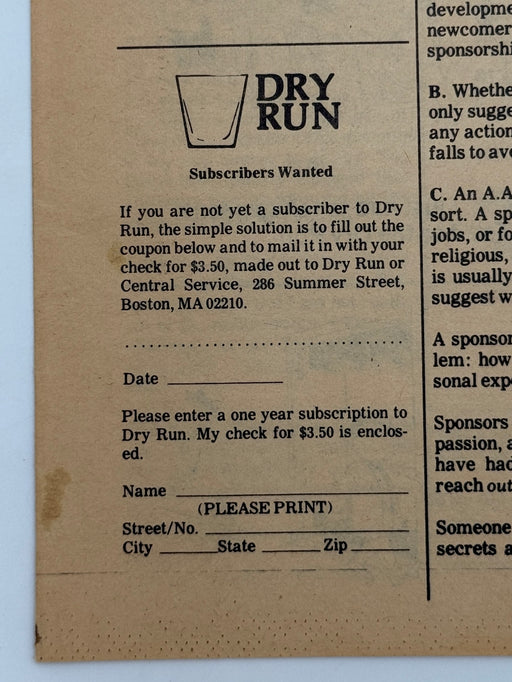 DRY
RUN
Subscribers Wanted
If you are not yet a subscriber to Dry
Run, the simple solution is to fill out the
coupon below and to mail it in with your
check for $3.50, made out to Dry Run or
Central Service, 286 Summer Street,
Boston, MA 02210.
Date
Please enter a one year subscription to
Dry Run. My check for $3.50 is enclos-
ed.
Name
(PLEASE PRINT)
Street/No.
City State Zip
newcomer
B. Whethe
only sugge
any action
falls to av
C. An A.A
sort. A sp
jobs, or fo
religious,
is usually
suggest w
A sponsor
lem: how
sonal exp
Sponsors
passion, a
have had
reach out
Someone
secrets a